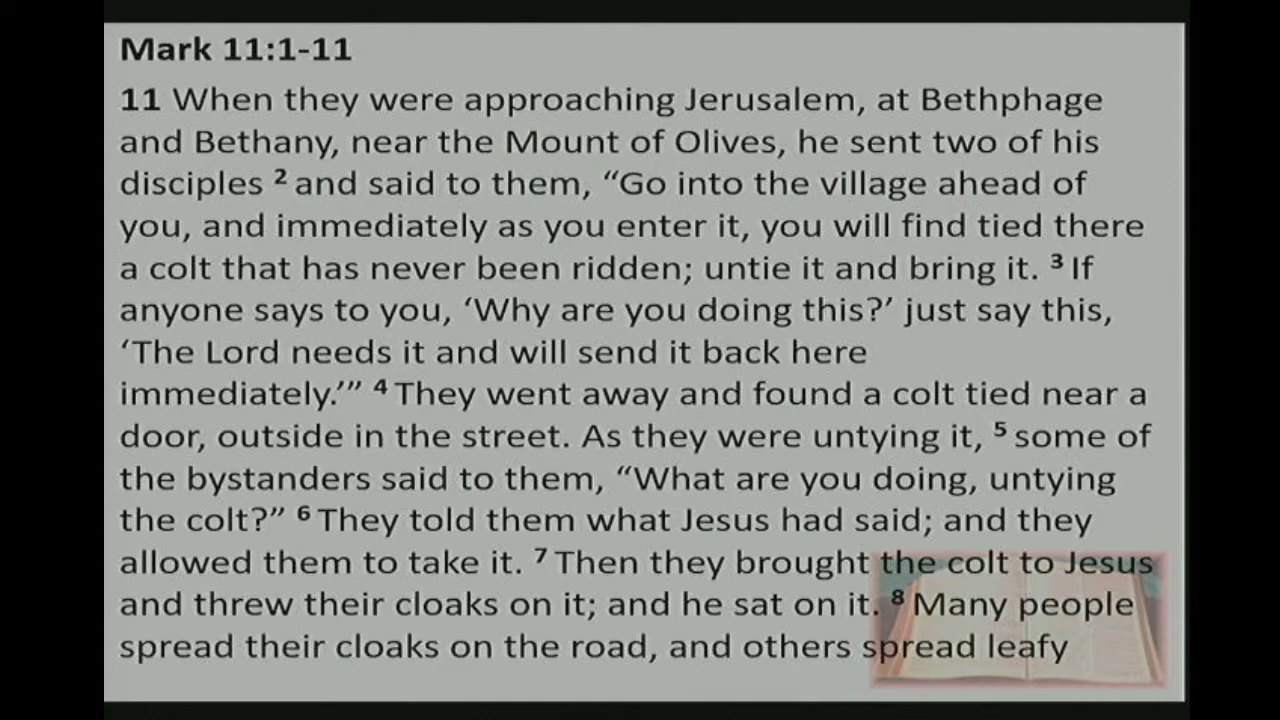 Mark 11:1-11
11 When they were approaching Jerusalem, at Bethphage
and Bethany, near the Mount of Olives, he sent two of his
disciples ² and said to them, “Go into the village ahead of
you, and immediately as you enter it, you will find tied there
a colt that has never been ridden; untie it and bring it. ³ If
anyone says to you, ‘Why are you doing this?’ just say this,
‘The Lord needs it and will send it back here
immediately.’” ⁴ They went away and found a colt tied near a
door, outside in the street. As they were untying it, ⁵ some of
the bystanders said to them, “What are you doing, untying
the colt?” ⁶ They told them what Jesus had said; and they
allowed them to take it. ⁷ Then they brought the colt to Jesus
and threw their cloaks on it; and he sat on it. ⁸ Many people
spread their cloaks on the road, and others spread leafy